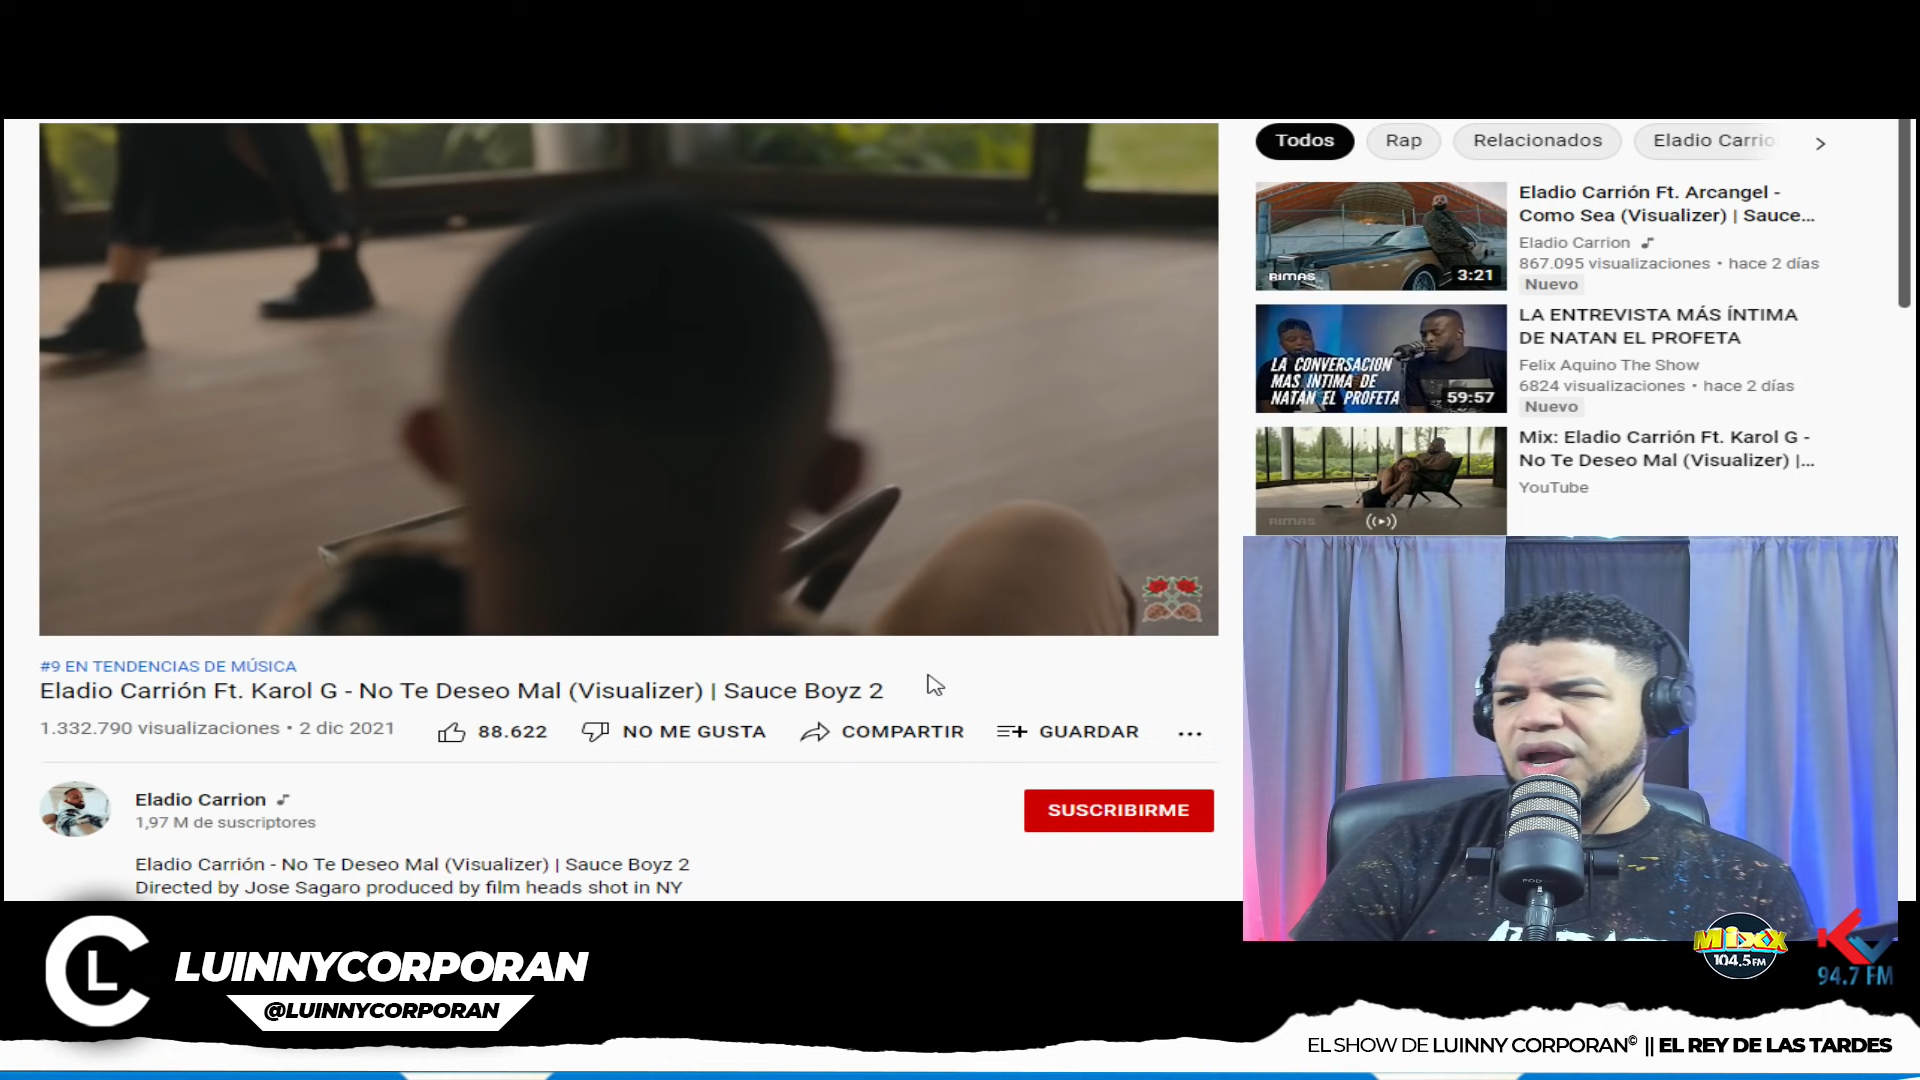 Todos
Rap
Relacionados
Eladio Carrio
Eladio Carrión Ft. Arcangel -
Como Sea (Visualizer) | Sauce...
Eladio Carrion
867.095 visualizaciones • hace 2 días
Nuevo
RIMAS
3:21
LA ENTREVISTA MÁS ÍNTIMA
DE NATAN EL PROFETA
Felix Aquino The Show
6824 visualizaciones • hace 2 días
Nuevo
LA CONVERSACION
MAS INTIMA DE
NATAN EL PROFETA
59:57
Mix: Eladio Carrión Ft. Karol G -
No Te Deseo Mal (Visualizer) |...
YouTube
RIMAS
#9 EN TENDENCIAS DE MÚSICA
Eladio Carrión Ft. Karol G - No Te Deseo Mal (Visualizer) | Sauce Boyz 2
1.332.790 visualizaciones • 2 dic 2021
88.622
NO ME GUSTA
COMPARTIR
GUARDAR
Eladio Carrion
1,97 M de suscriptores
SUSCRIBIRME
Eladio Carrión - No Te Deseo Mal (Visualizer) | Sauce Boyz 2
Directed by Jose Sagaro produced by film heads shot in NY
CL
LUINNYCORPORAN
@LUINNYCORPORAN
MIXX
104.5 FM
KV
94.7 FM
EL SHOW DE LUINNY CORPORAN© || EL REY DE LAS TARDES